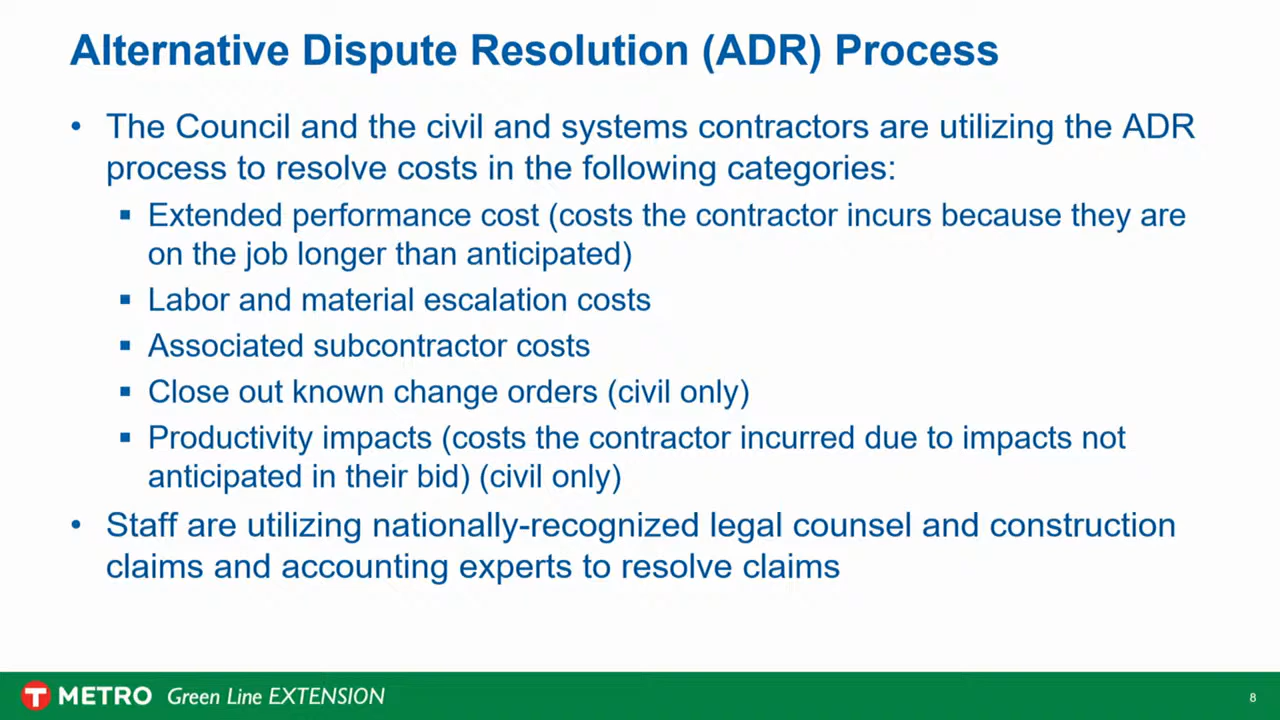 Alternative Dispute Resolution (ADR) Process
• The Council and the civil and systems contractors are utilizing the ADR
process to resolve costs in the following categories:
▪ Extended performance cost (costs the contractor incurs because they are
on the job longer than anticipated)
▪ Labor and material escalation costs
▪ Associated subcontractor costs
▪ Close out known change orders (civil only)
▪ Productivity impacts (costs the contractor incurred due to impacts not
anticipated in their bid) (civil only)
• Staff are utilizing nationally-recognized legal counsel and construction
claims and accounting experts to resolve claims
T METRO Green Line EXTENSION 8